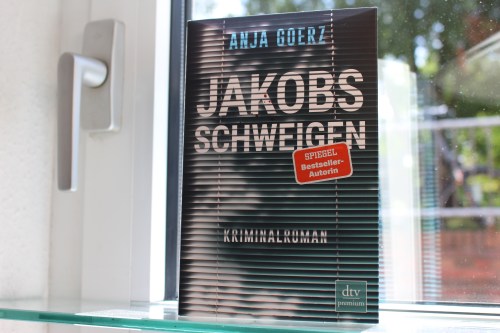 ANJA GOERZ
JAKOBS
SCHWEIGEN
SPIEGEL
Bestseller-
Autorin
KRIMINALROMAN
dtv
premium